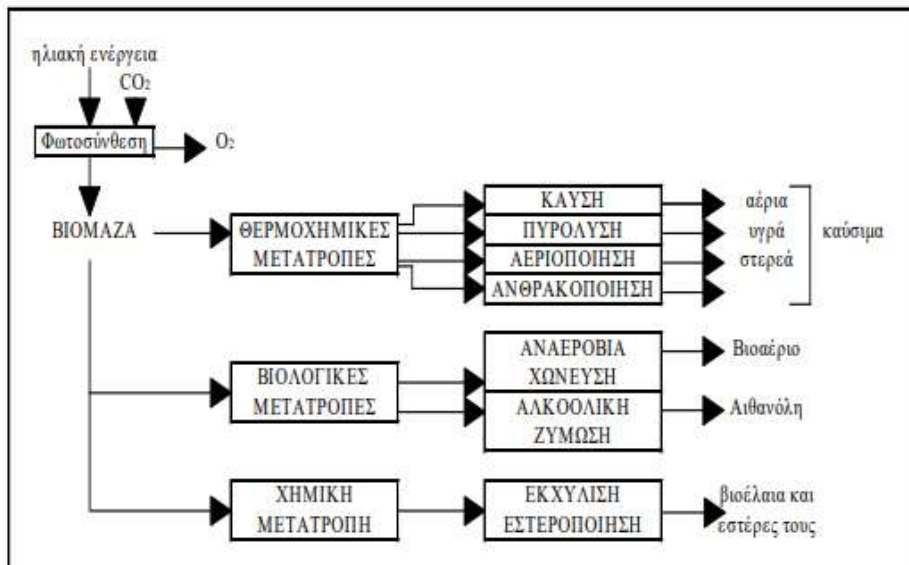 ηλιακή ενέργεια
CO₂
Φωτοσύνθεση
O₂
ΒΙΟΜΑΖΑ
ΘΕΡΜΟΧΗΜΙΚΕΣ
ΜΕΤΑΤΡΟΠΕΣ
ΚΑΥΣΗ
ΠΥΡΟΛΥΣΗ
ΑΕΡΙΟΠΟΙΗΣΗ
ΑΝΘΡΑΚΟΠΟΙΗΣΗ
αέρια
υγρά
στερεά
καύσιμα
ΒΙΟΛΟΓΙΚΕΣ
ΜΕΤΑΤΡΟΠΕΣ
ΑΝΑΕΡΟΒΙΑ
ΧΩΝΕΥΣΗ
ΑΛΚΟΟΛΙΚΗ
ΖΥΜΩΣΗ
Βιοαέριο
Αιθανόλη
ΧΗΜΙΚΗ
ΜΕΤΑΤΡΟΠΗ
ΕΚΧΥΛΙΣΗ
ΕΣΤΕΡΟΠΟΙΗΣΗ
βιοέλαια και
εστέρες τους